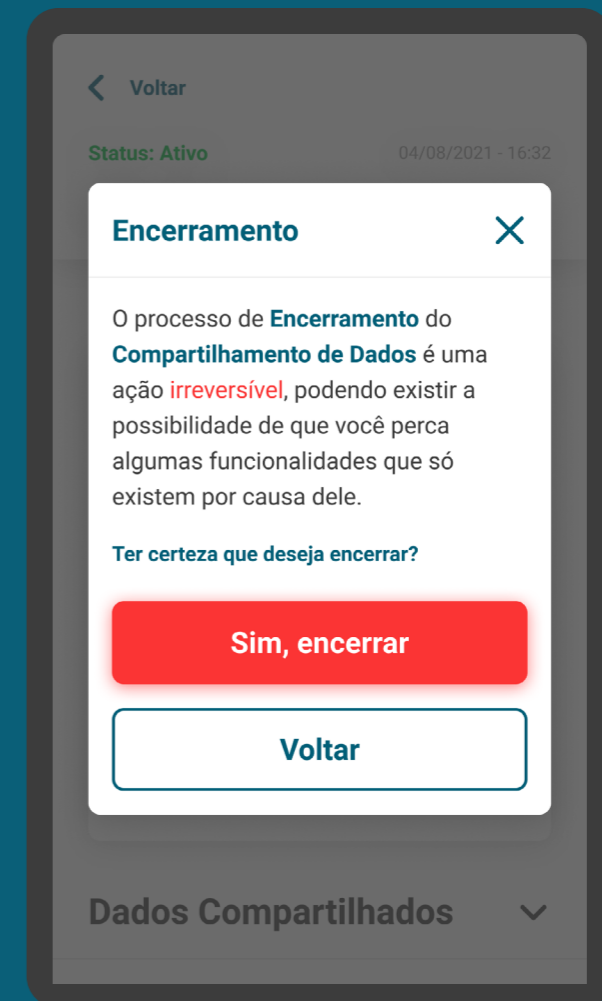 Voltar
Status: Ativo 04/08/2021 - 16:32
Encerramento
O processo de Encerramento do
Compartilhamento de Dados é uma
ação irreversível, podendo existir a
possibilidade de que você perca
algumas funcionalidades que só
existem por causa dele.
Ter certeza que deseja encerrar?
Sim, encerrar
Voltar
Dados Compartilhados